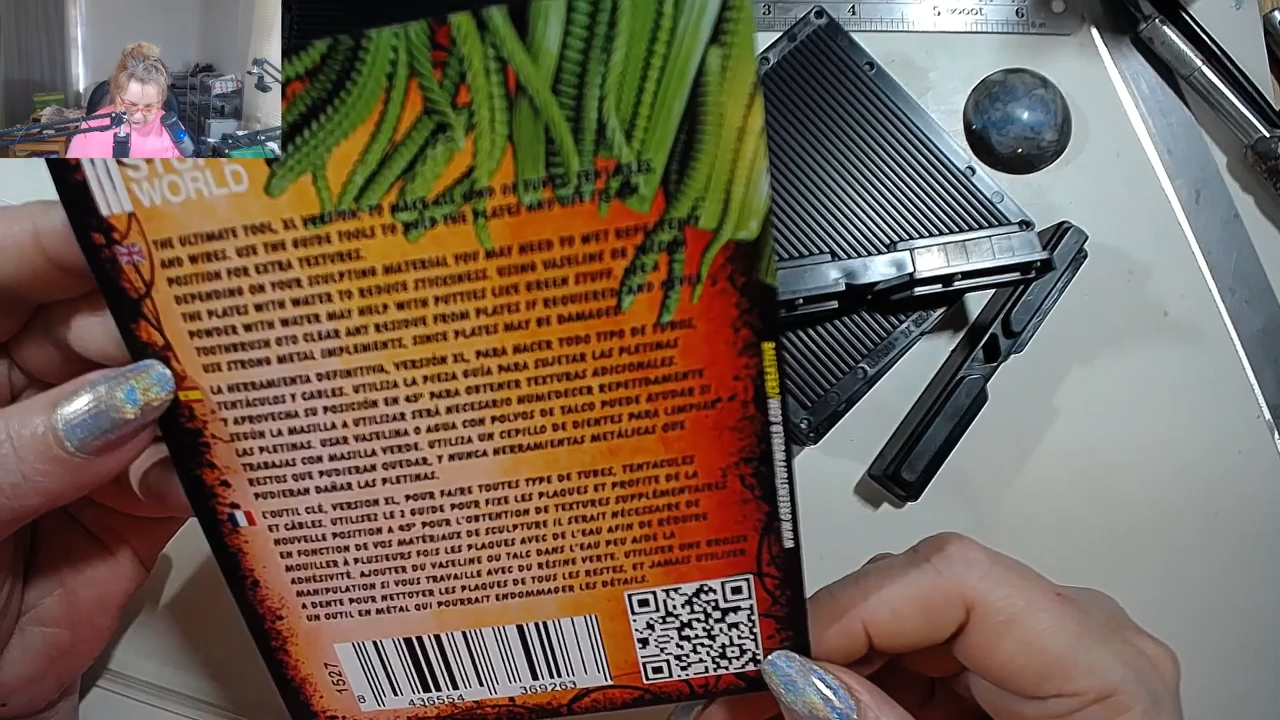 3 4 5 6
WORLD
THE ULTIMATE TOOL, XL VERSION, TO MAKE ALL KIND OF TUBES, TENTACLES,
AND WIRES. USE THE GUIDE TOOLS TO HOLD THE PLATES AND
POSITION FOR EXTRA TEXTURES.
DEPENDING ON YOUR SCULPTING MATERIAL YOU MAY NEED TO WET REPEATEDLY
THE PLATES WITH WATER TO REDUCE STICKINESS. USING VASELINE OR
POWDER WITH WATER MAY HELP WITH PUTTIES LIKE GREEN STUFF.
TOOTHBRUSH OTO CLEAR ANY RESIDUE FROM PLATES IF REQUIRED, AND
USE STRONG METAL IMPLEMENTS, SINCE PLATES MAY BE DAMAGED.
LA HERRAMIENTA DEFINITIVA, VERSIÓN XL, PARA HACER TODO TIPO DE TUBOS,
TENTÁCULOS Y CABLES. UTILIZA LA PIEZA GUÍA PARA SUJETAR LAS PLETINAS
APROVECHA SU POSICIÓN EN 45º PARA OBTENER TEXTURAS ADICIONALES.
SEGÚN LA MASILLA A UTILIZAR SERÁ NECESARIO HUMEDECER REPETIDAMENTE
LAS PLETINAS. USAR VASELINA O AGUA CON POLVOS DE TALCO PUEDE AYUDAR SI
TRABAJAS CON MASILLA VERDE. UTILIZA UN CEPILLO DE DIENTES PARA LIMPIAR
RESTOS QUE PUDIERAN QUEDAR, Y NUNCA HERRAMIENTAS METÁLICAS QUE
PUDIERAN DAÑAR LAS PLETINAS.
L'OUTIL CLÉ, VERSION XL, POUR FAIRE TOUTES TYPE DE TUBES, TENTACULES
ET CÂBLES. UTILISEZ LE 2 GUIDE POUR FIXE LES PLAQUES ET PROFITE DE LA
NOUVELLE POSITION A 45º POUR L'OBTENTION DE TEXTURES SUPPLÉMENTAIRES.
EN FONCTION DE VOS MATÉRIAUX DE SCULPTURE IL SERAIT NÉCESSAIRE DE
MOUILLER À PLUSIEURS FOIS LES PLAQUES AVEC DE L'EAU AFIN DE RÉDUIRE
ADHÉSIVITÉ. AJOUTER DU VASELINE OU TALC DANS L'EAU PEU AIDE LA
MANIPULATION SI VOUS TRAVAILLE AVEC DU RÉSINE VERTE. UTILISER UNE BROSSE
A DENTE POUR NETTOYER LES PLAQUES DE TOUS LES RESTES, ET JAMAIS UTILISER
UN OUTIL EN MÉTAL QUI POURRAIT ENDOMMAGER LES DÉTAILS.
1527
8 436554 369263
WWW.GREENSTUFFWORLD.COM